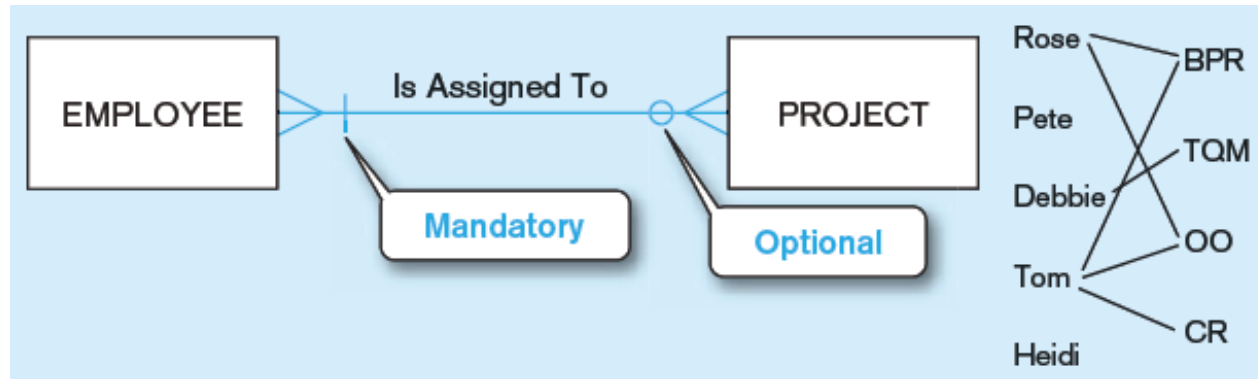 EMPLOYEE
Is Assigned To
PROJECT
Mandatory
Optional
Rose
Pete
Debbie
Tom
Heidi
BPR
TQM
OO
CR